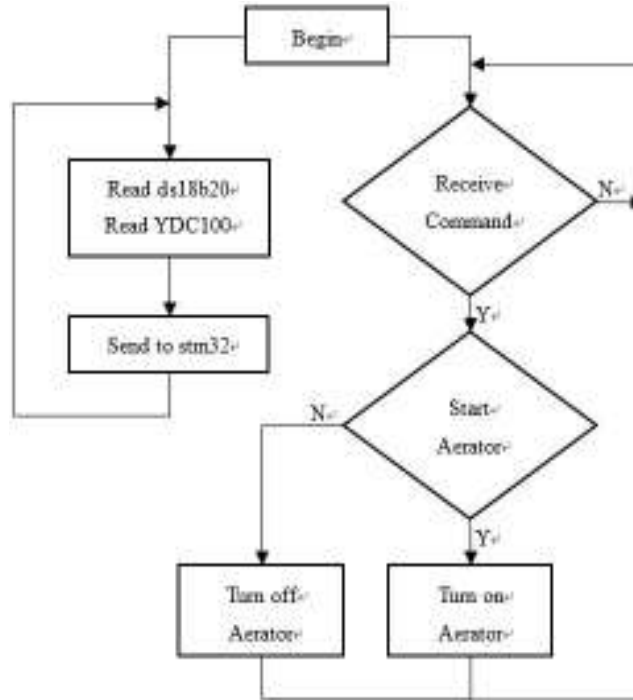 Begin
Read ds18b20
Read YDC100
Send to stm32
Receive
Command
N
Y
Start
Aerator
N
Y
Turn off
Aerator
Turn on
Aerator